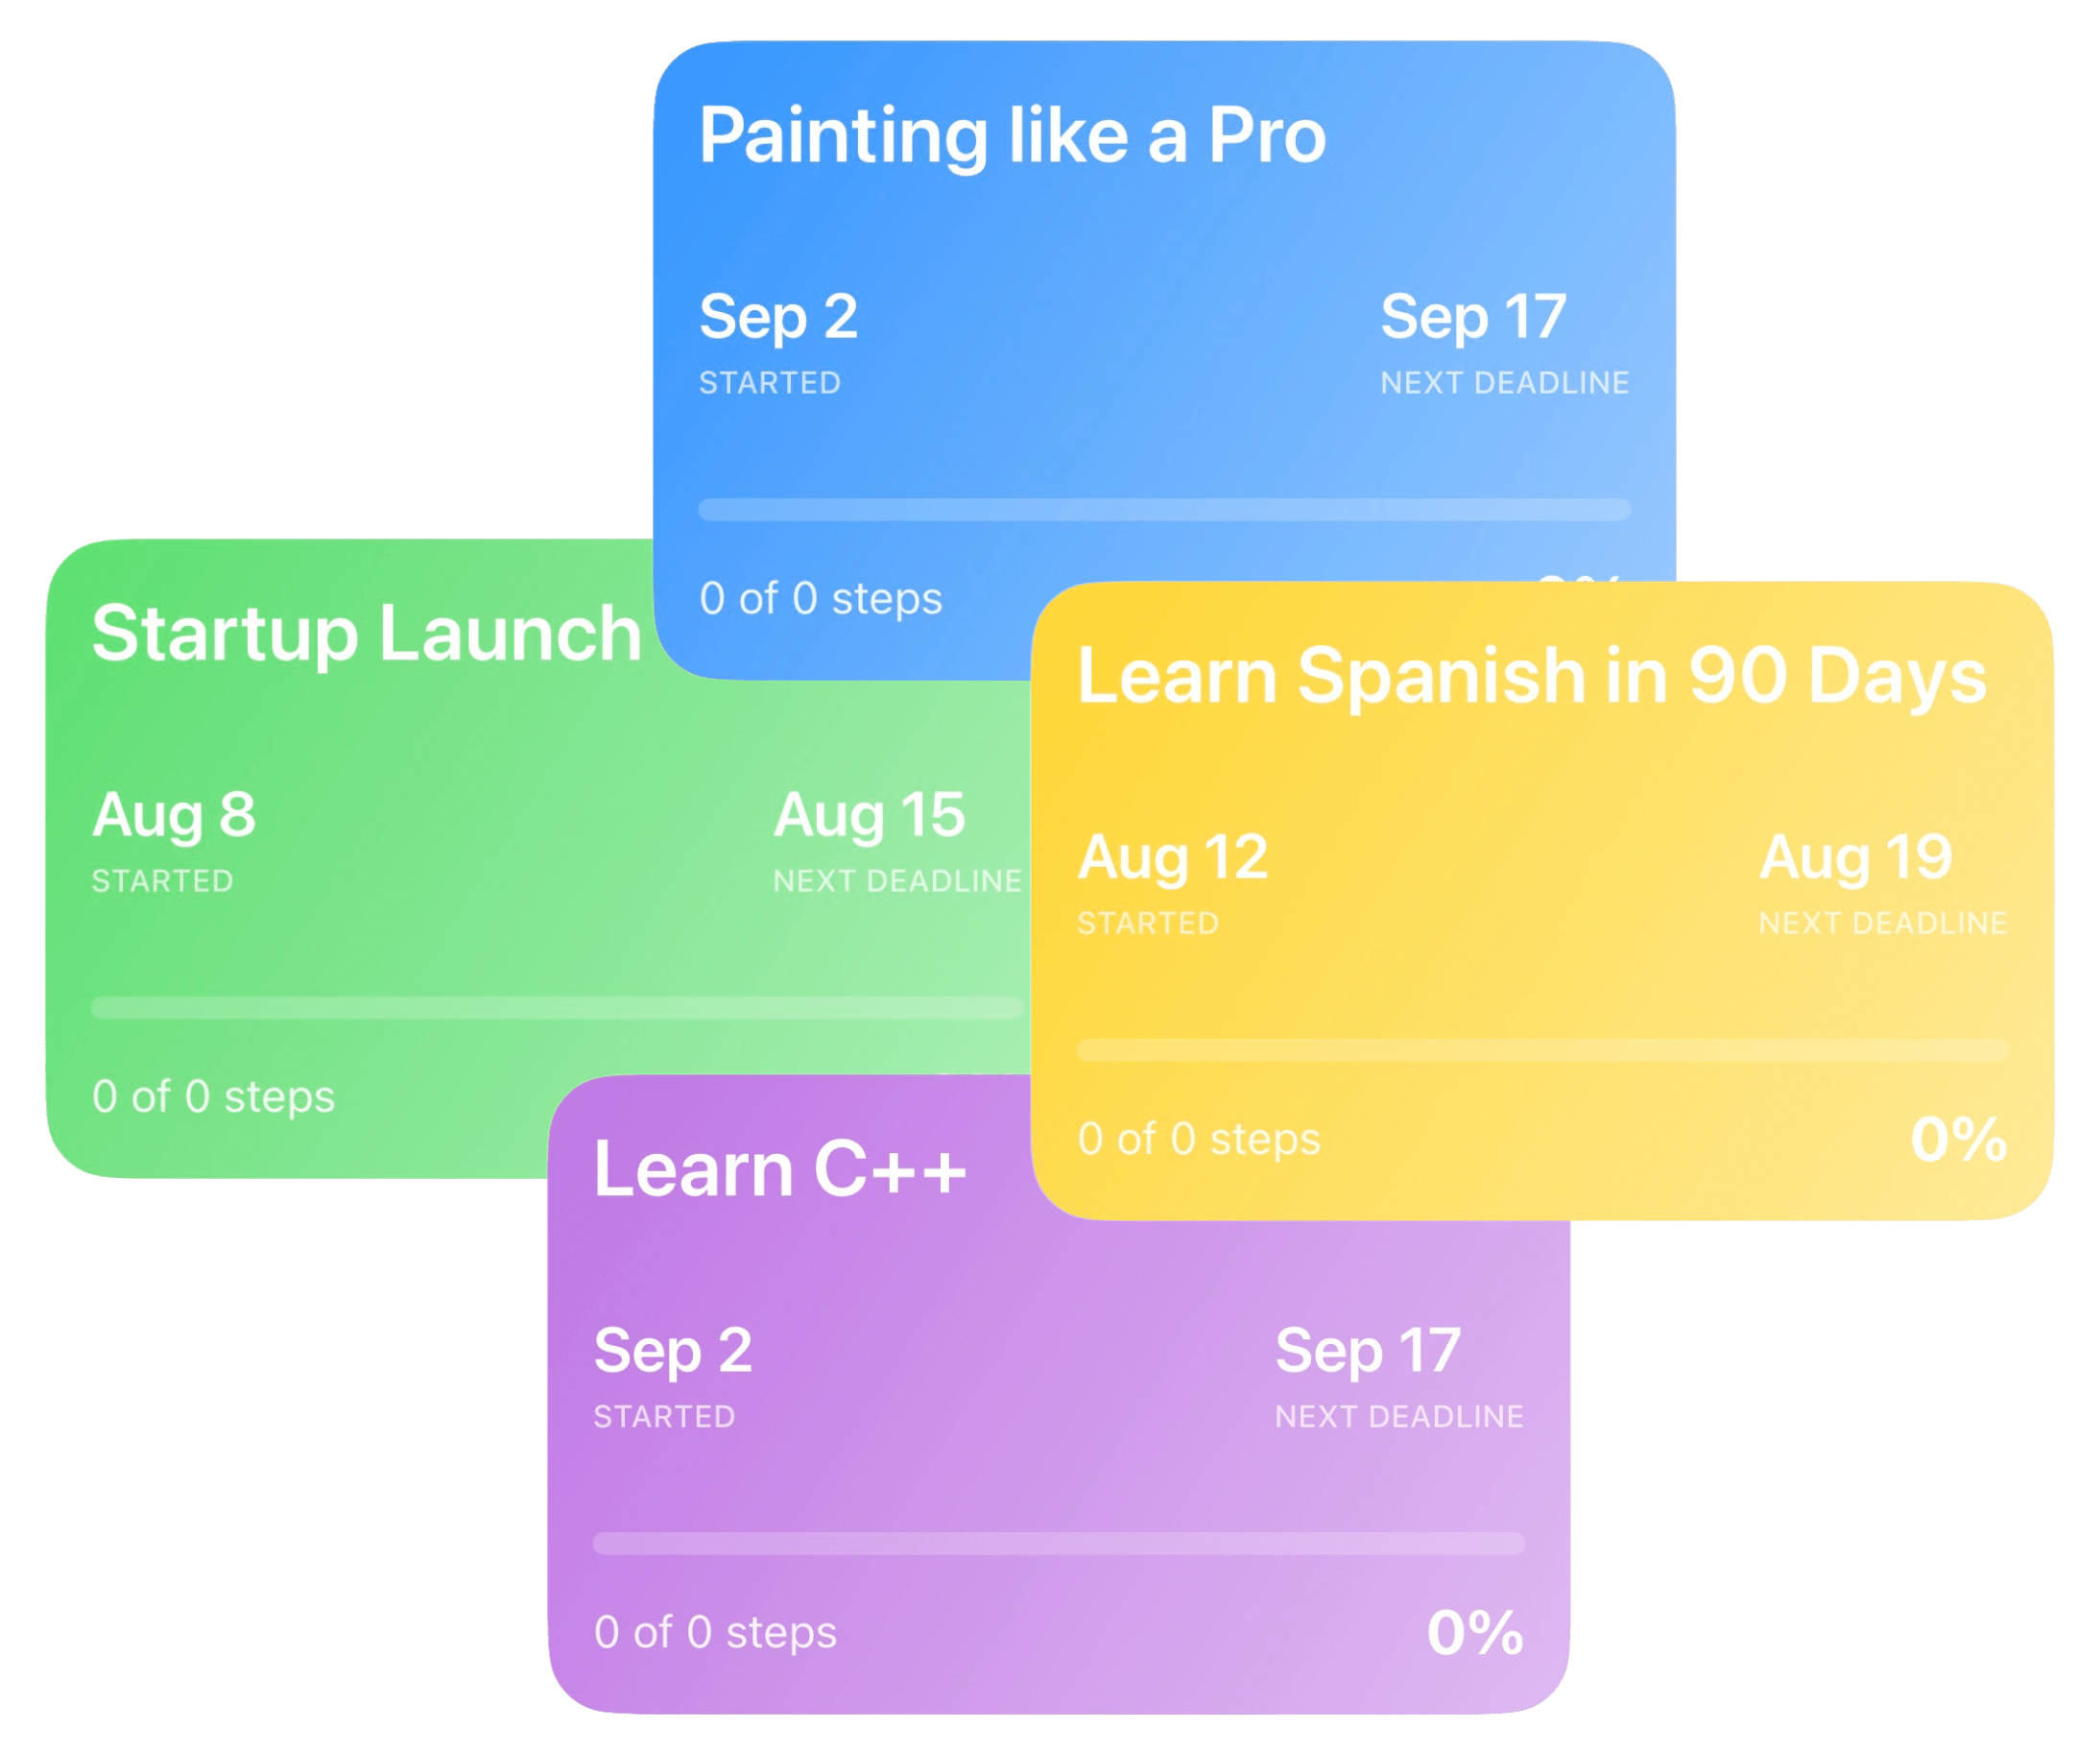 Painting like a Pro
Sep 2
Sep 17
STARTED
NEXT DEADLINE
0 of 0 steps
Startup Launch
Aug 8
Aug 15
STARTED
NEXT DEADLINE
0 of 0 steps
Learn Spanish in 90 Days
Aug 12
Aug 19
STARTED
NEXT DEADLINE
0 of 0 steps
0%
Learn C++
Sep 2
Sep 17
STARTED
NEXT DEADLINE
0 of 0 steps
0%